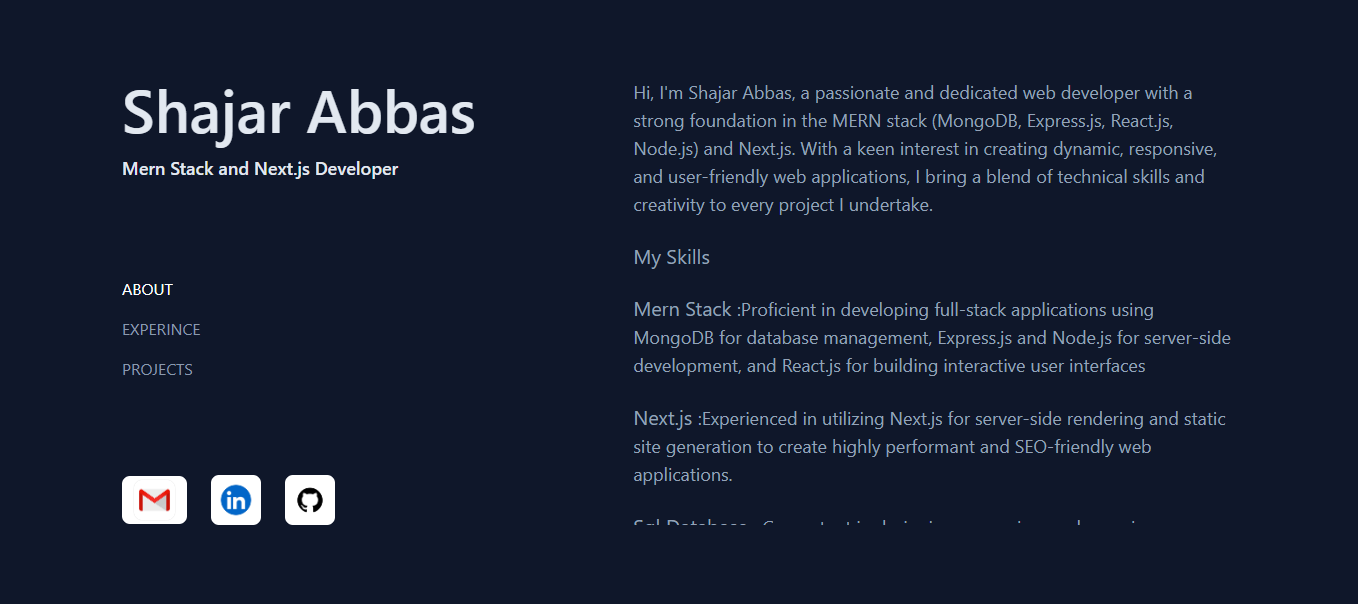 Shajar Abbas
Mern Stack and Next.js Developer
ABOUT
EXPERINCE
PROJECTS
in
Hi, I'm Shajar Abbas, a passionate and dedicated web developer with a
strong foundation in the MERN stack (MongoDB, Express.js, React.js,
Node.js) and Next.js. With a keen interest in creating dynamic, responsive,
and user-friendly web applications, I bring a blend of technical skills and
creativity to every project I undertake.
My Skills
Mern Stack :Proficient in developing full-stack applications using
MongoDB for database management, Express.js and Node.js for server-side
development, and React.js for building interactive user interfaces
Next.js :Experienced in utilizing Next.js for server-side rendering and static
site generation to create highly performant and SEO-friendly web
applications.
Sql Database